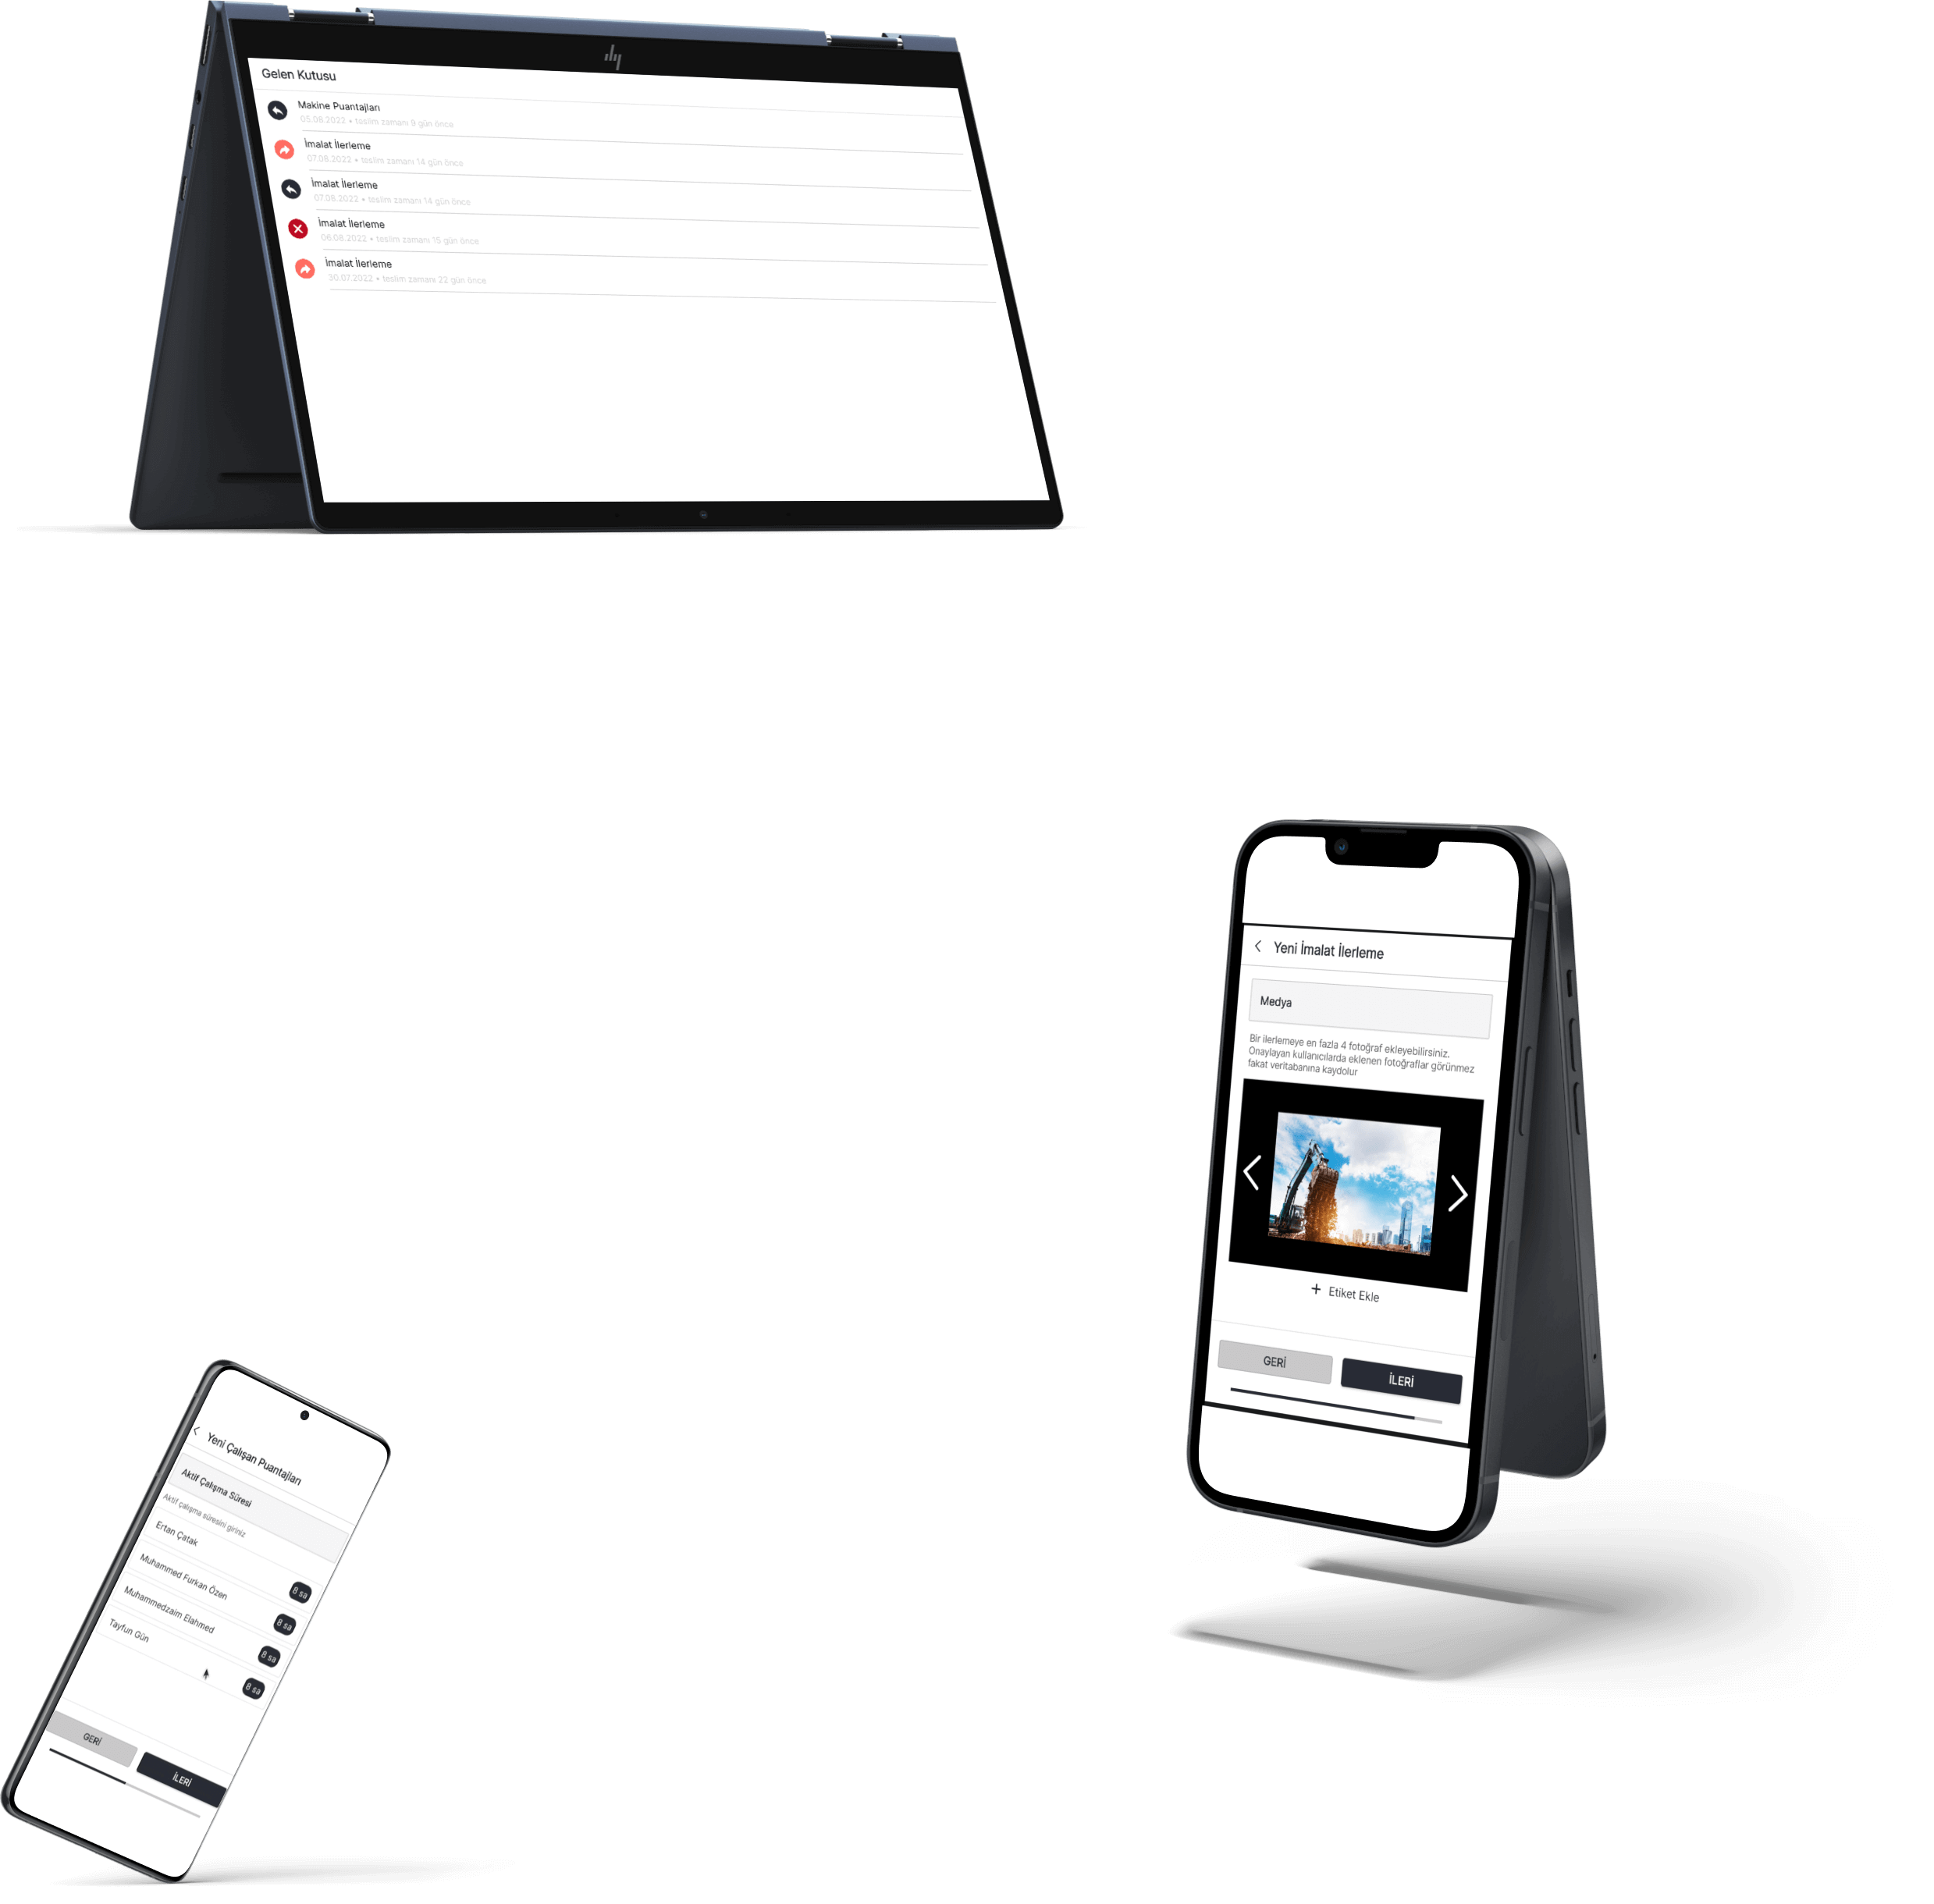 Gelen Kutusu
Makine Puantajları
05.08.2022 • teslim zamanı 9 gün önce
İmalat İlerleme
07.08.2022 • teslim zamanı 14 gün önce
İmalat İlerleme
07.08.2022 • teslim zamanı 14 gün önce
İmalat İlerleme
06.08.2022 • teslim zamanı 15 gün önce
İmalat İlerleme
30.07.2022 • teslim zamanı 22 gün önce
Yeni İmalat İlerleme
Medya
Bir ilerlemeye en fazla 4 fotoğraf ekleyebilirsiniz.
Onaylayan kullanıcılarda eklenen fotoğraflar görünmez
fakat veritabanına kaydolur
+ Etiket Ekle
GERİ
İLERİ
Yeni Çalışan Puantajları
Aktif Çalışma Süresi
Aktif çalışma süresini giriniz
Ertan Çatak
8 sa
Muhammed Furkan Özen
8 sa
Muhammedzaim Elahmed
8 sa
Tayfun Gün
8 sa
GERİ
İLERİ